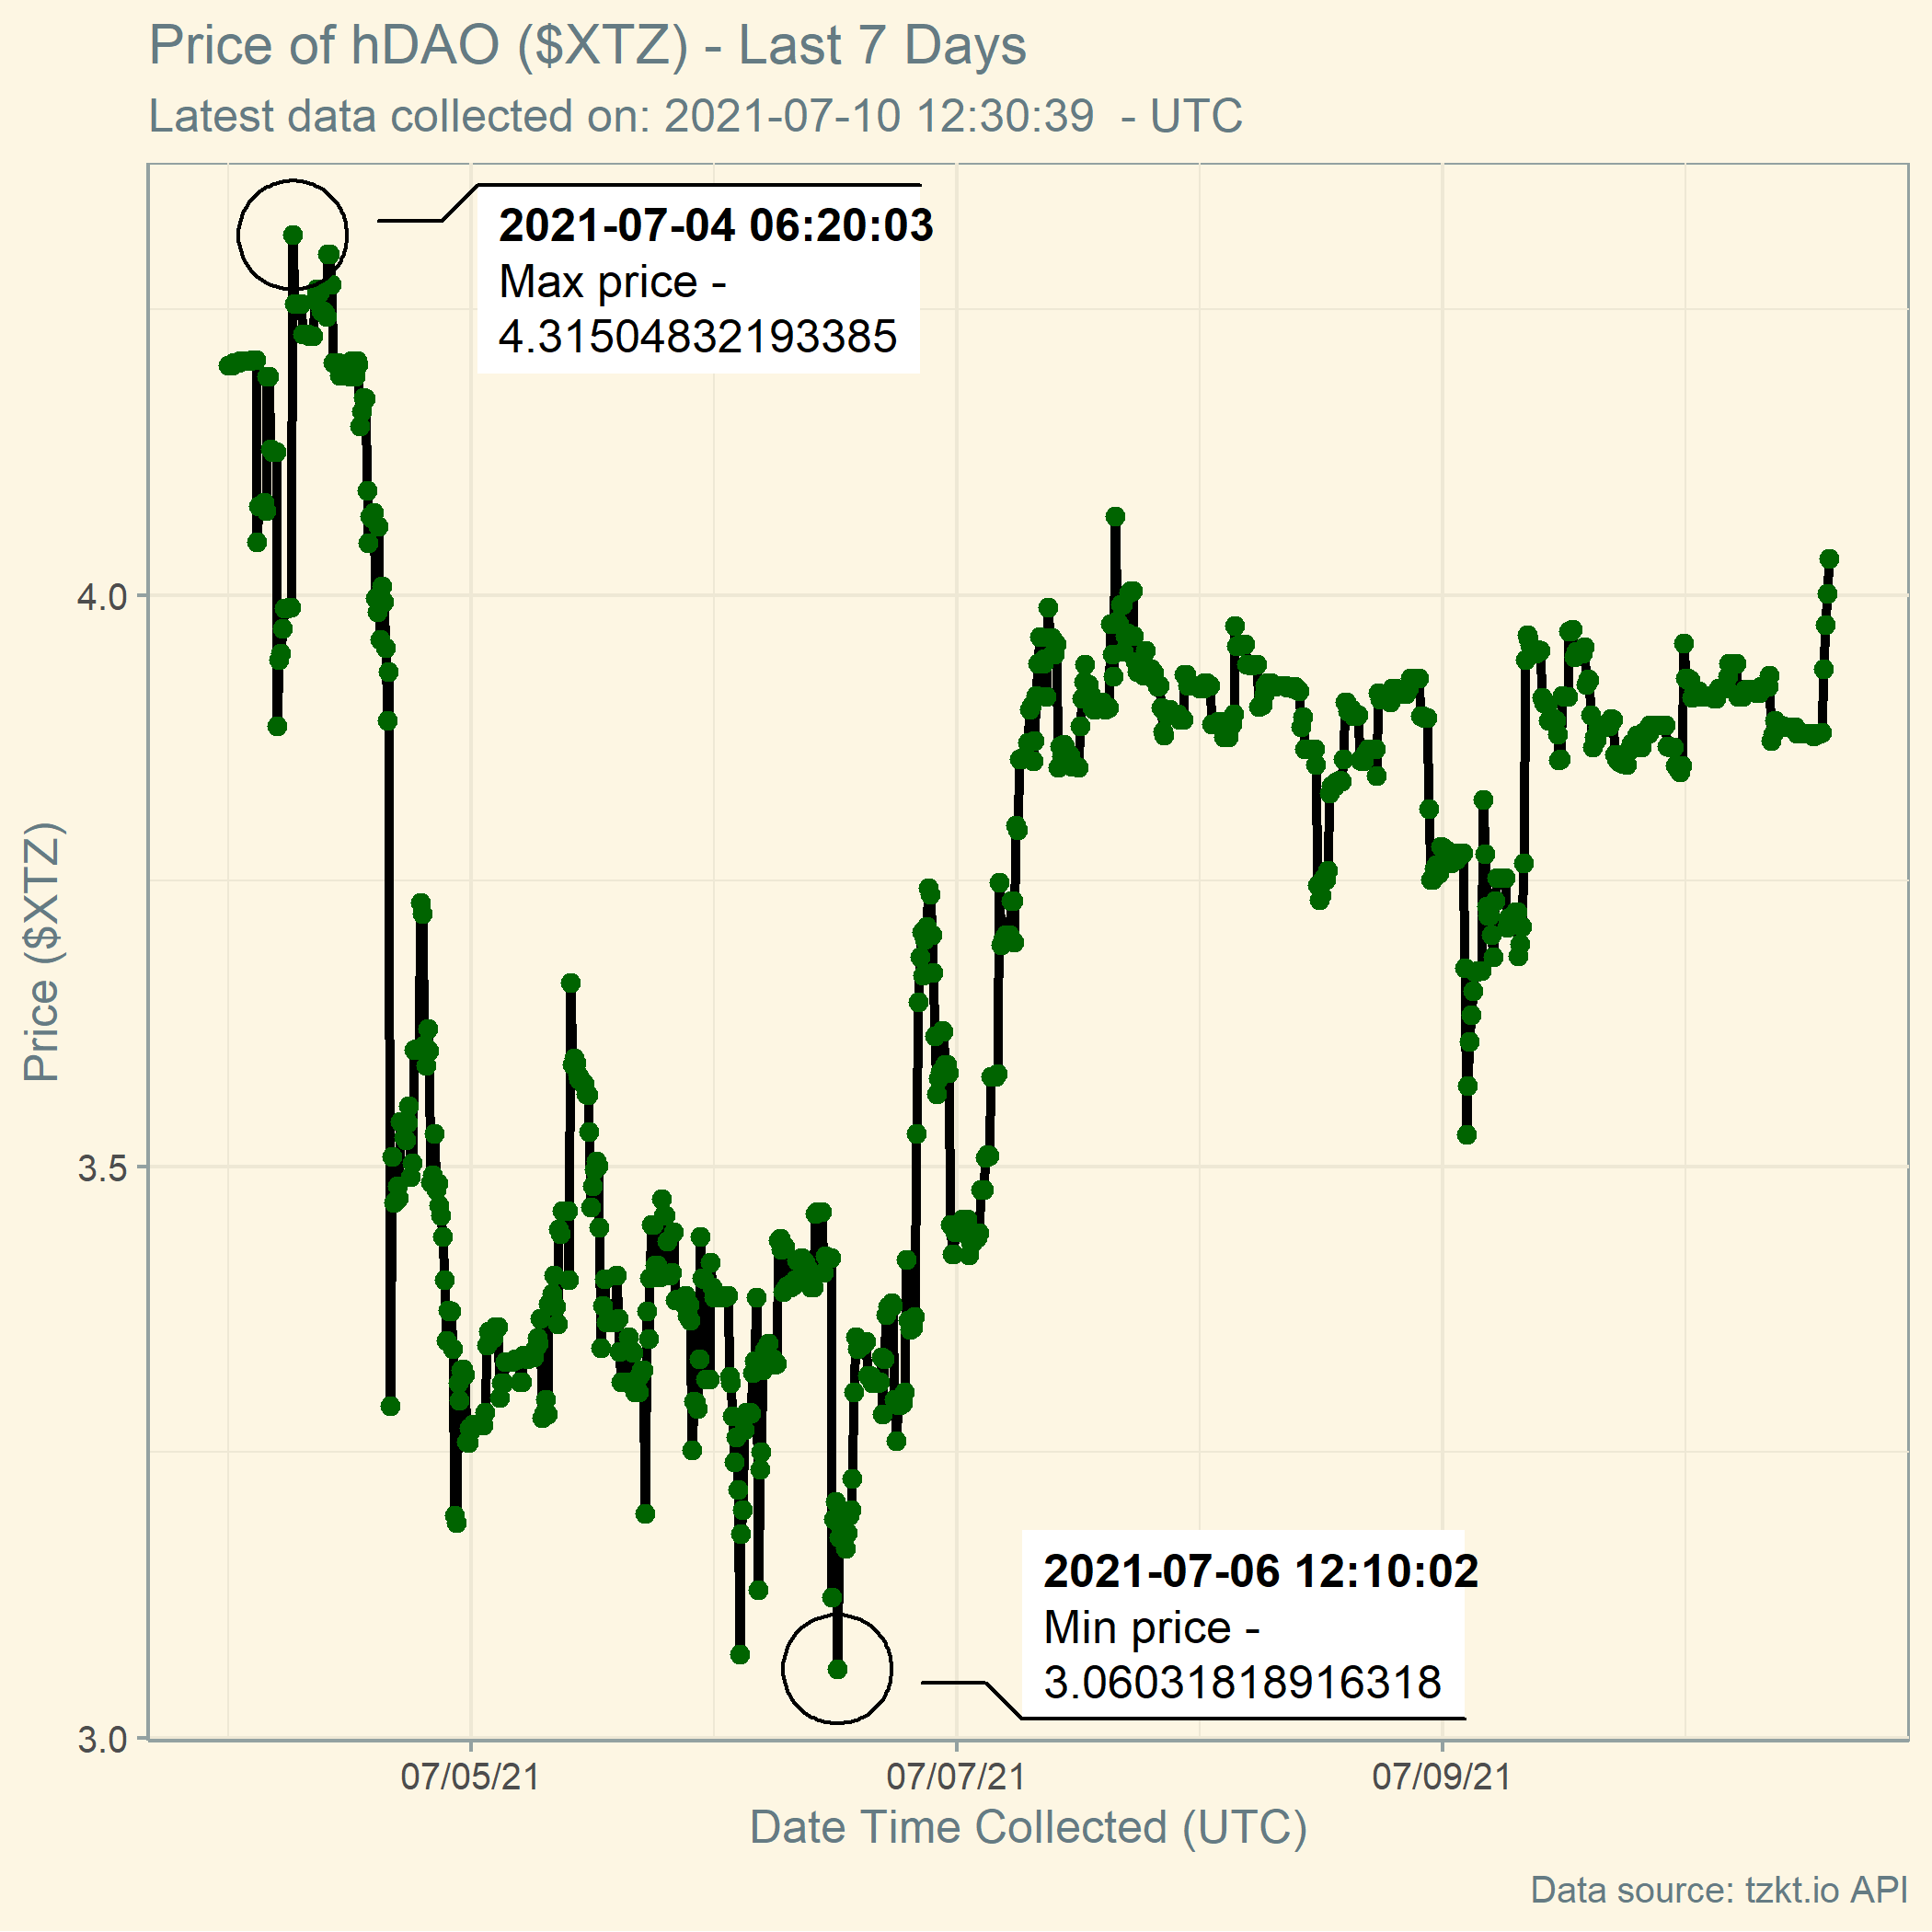 Price of hDAO ($XTZ) - Last 7 Days
Latest data collected on: 2021-07-10 12:30:39  - UTC
2021-07-04 06:20:03
Max price -
4.31504832193385
4.0
Price ($XTZ)
3.5
2021-07-06 12:10:02
Min price -
3.06031818916318
3.0
07/05/21
07/07/21
07/09/21
Date Time Collected (UTC)
Data source: tzkt.io API